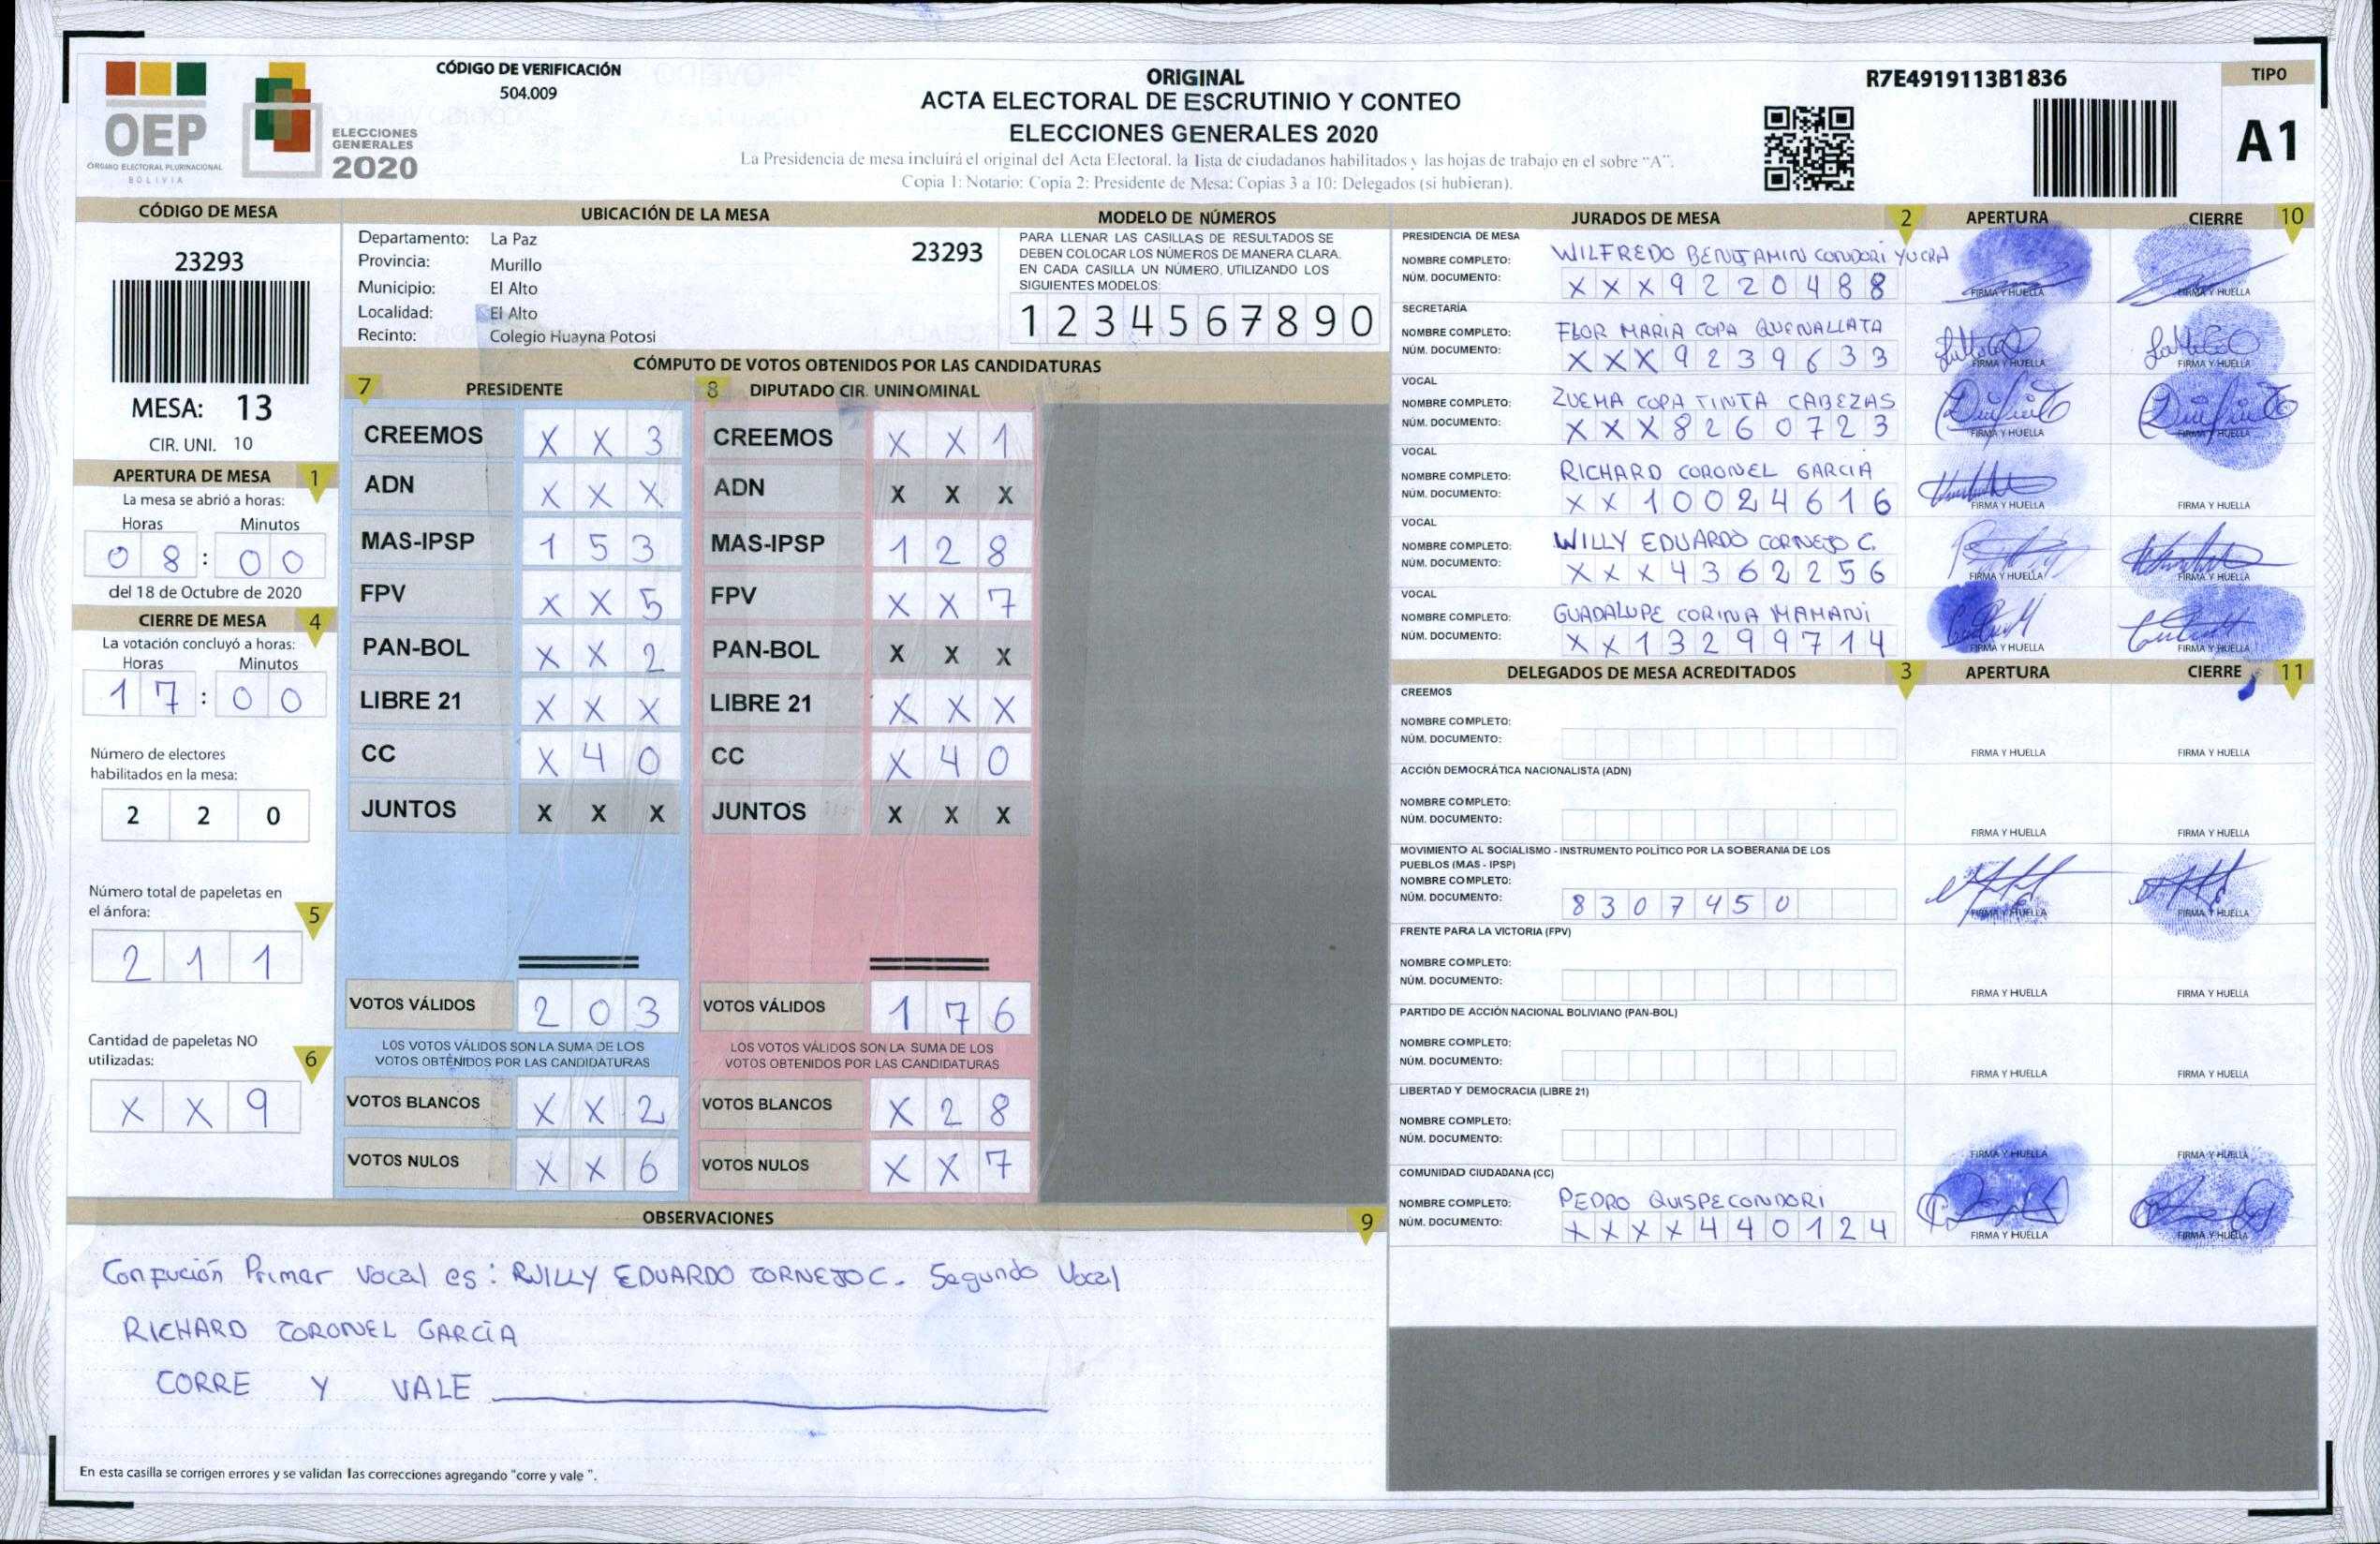 OEP
ÓRGANO ELECTORAL PLURINACIONAL
BOLIVIA
ELECCIONES
GENERALES
2020
CÓDIGO DE VERIFICACIÓN
504.009
ORIGINAL
ACTA ELECTORAL DE ESCRUTINIO Y CONTEO
ELECCIONES GENERALES 2020
La Presidencia de mesa incluirá el original del Acta Electoral, la lista de ciudadanos habilitados y las hojas de trabajo en el sobre "A".
Copia 1: Notario; Copia 2: Presidente de Mesa; Copias 3 a 10: Delegados (si hubieran).
R7E4919113B1836
TIPO
A1
CÓDIGO DE MESA
23293
MESA: 13
CIR. UNI. 10
APERTURA DE MESA 1
La mesa se abrió a horas:
Horas Minutos
0 8 : 0 0
del 18 de Octubre de 2020
CIERRE DE MESA 4
La votación concluyó a horas:
Horas Minutos
1 7 : 0 0
Número de electores
habilitados en la mesa:
2 2 0
Número total de papeletas en
el ánfora: 5
2 1 1
Cantidad de papeletas NO
utilizadas: 6
X X 9
UBICACIÓN DE LA MESA
Departamento: La Paz
Provincia: Murillo
Municipio: El Alto
Localidad: El Alto
Recinto: Colegio Huayna Potosi
23293
MODELO DE NÚMEROS
PARA LLENAR LAS CASILLAS DE RESULTADOS SE
DEBEN COLOCAR LOS NÚMEROS DE MANERA CLARA.
EN CADA CASILLA UN NÚMERO, UTILIZANDO LOS
SIGUIENTES MODELOS:
1 2 3 4 5 6 7 8 9 0
CÓMPUTO DE VOTOS OBTENIDOS POR LAS CANDIDATURAS
7 PRESIDENTE
CREEMOS X X 3
ADN X X X
MAS-IPSP 1 5 3
FPV X X 5
PAN-BOL X X 2
LIBRE 21 X X X
CC X 4 0
JUNTOS X X X
VOTOS VÁLIDOS 2 0 3
LOS VOTOS VÁLIDOS SON LA SUMA DE LOS
VOTOS OBTENIDOS POR LAS CANDIDATURAS
VOTOS BLANCOS X X 2
VOTOS NULOS X X 6
8 DIPUTADO CIR. UNINOMINAL
CREEMOS X X 1
ADN X X X
MAS-IPSP 1 2 8
FPV X X 7
PAN-BOL X X X
LIBRE 21 X X X
CC X 4 0
JUNTOS X X X
VOTOS VÁLIDOS 1 7 6
LOS VOTOS VÁLIDOS SON LA SUMA DE LOS
VOTOS OBTENIDOS POR LAS CANDIDATURAS
VOTOS BLANCOS X 2 8
VOTOS NULOS X X 7
JURADOS DE MESA 2 APERTURA CIERRE 10
PRESIDENCIA DE MESA
NOMBRE COMPLETO: WILFREDO BENJAMIN CONDORI YUCRA
NÚM. DOCUMENTO: X X X 9 2 2 0 4 8 8
FIRMA Y HUELLA FIRMA Y HUELLA
SECRETARÍA
NOMBRE COMPLETO: FLOR MARIA COPA QUENALLATA
NÚM. DOCUMENTO: X X X 9 2 3 9 6 3 3
FIRMA Y HUELLA FIRMA Y HUELLA
VOCAL
NOMBRE COMPLETO: ZULMA COPA TINTA CABEZAS
NÚM. DOCUMENTO: X X X 8 2 6 0 7 2 3
FIRMA Y HUELLA FIRMA Y HUELLA
VOCAL
NOMBRE COMPLETO: RICHARD CORONEL GARCIA
NÚM. DOCUMENTO: X X 1 0 0 2 4 6 1 6
FIRMA Y HUELLA FIRMA Y HUELLA
VOCAL
NOMBRE COMPLETO: WILLY EDUARDO CORNEJO C.
NÚM. DOCUMENTO: X X X 4 3 6 2 2 5 6
FIRMA Y HUELLA FIRMA Y HUELLA
VOCAL
NOMBRE COMPLETO: GUADALUPE CORINA MAMANI
NÚM. DOCUMENTO: X X 1 3 2 9 9 7 1 4
FIRMA Y HUELLA FIRMA Y HUELLA
DELEGADOS DE MESA ACREDITADOS 3 APERTURA CIERRE 11
CREEMOS
NOMBRE COMPLETO:
NÚM. DOCUMENTO:
FIRMA Y HUELLA FIRMA Y HUELLA
ACCIÓN DEMOCRÁTICA NACIONALISTA (ADN)
NOMBRE COMPLETO:
NÚM. DOCUMENTO:
FIRMA Y HUELLA FIRMA Y HUELLA
MOVIMIENTO AL SOCIALISMO - INSTRUMENTO POLÍTICO POR LA SOBERANIA DE LOS
PUEBLOS (MAS - IPSP)
NOMBRE COMPLETO:
NÚM. DOCUMENTO: 8 3 0 7 4 5 0
FIRMA Y HUELLA FIRMA Y HUELLA
FRENTE PARA LA VICTORIA (FPV)
NOMBRE COMPLETO:
NÚM. DOCUMENTO:
FIRMA Y HUELLA FIRMA Y HUELLA
PARTIDO DE ACCIÓN NACIONAL BOLIVIANO (PAN-BOL)
NOMBRE COMPLETO:
NÚM. DOCUMENTO:
FIRMA Y HUELLA FIRMA Y HUELLA
LIBERTAD Y DEMOCRACIA (LIBRE 21)
NOMBRE COMPLETO:
NÚM. DOCUMENTO:
FIRMA Y HUELLA FIRMA Y HUELLA
COMUNIDAD CIUDADANA (CC)
NOMBRE COMPLETO: PEDRO QUISPE CONDORI
NÚM. DOCUMENTO: X X X X 4 4 0 1 2 4
FIRMA Y HUELLA FIRMA Y HUELLA
OBSERVACIONES 9
Confución Primer Vocal es: WILLY EDUARDO CORNEJO C. Segundo Vocal
RICHARD CORONEL GARCIA
CORRE Y VALE
En esta casilla se corrigen errores y se validan las correcciones agregando "corre y vale ".